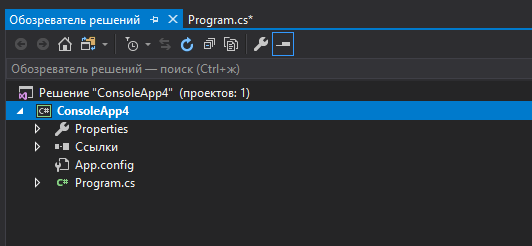 Обозреватель решений Program.cs*
Обозреватель решений — поиск (Ctrl+ж)
Решение "ConsoleApp4" (проектов: 1)
C# ConsoleApp4
Properties
Ссылки
App.config
C# Program.cs